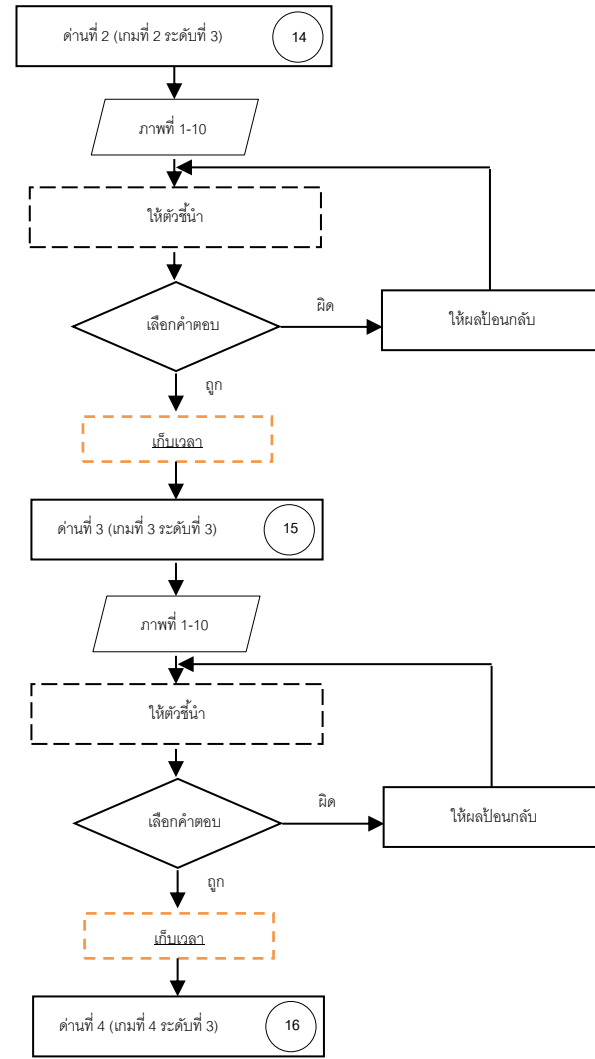 ด่านที่ 2 (เกมที่ 2 ระดับที่ 3) 14
ภาพที่ 1-10
ให้ตัวชี้นำ
เลือกคำตอบ
ผิด
ให้ผลป้อนกลับ
ถูก
เก็บเวลา
ด่านที่ 3 (เกมที่ 3 ระดับที่ 3) 15
ภาพที่ 1-10
ให้ตัวชี้นำ
เลือกคำตอบ
ผิด
ให้ผลป้อนกลับ
ถูก
เก็บเวลา
ด่านที่ 4 (เกมที่ 4 ระดับที่ 3) 16